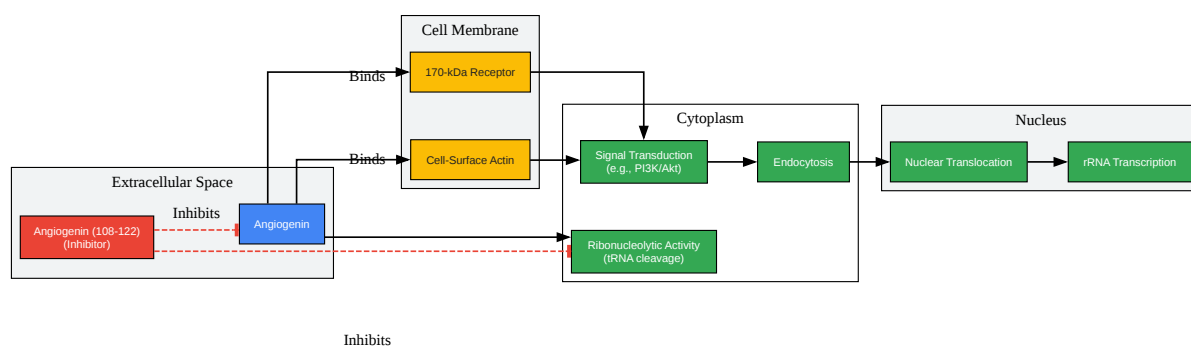 Cell Membrane
170-kDa Receptor
Binds
Cell-Surface Actin
Binds
Cytoplasm
Signal Transduction
(e.g., PI3K/Akt)
Endocytosis
Nucleus
Nuclear Translocation
rRNA Transcription
Extracellular Space
Inhibits
Angiogenin (108-122)
(Inhibitor)
Angiogenin
Ribonucleolytic Activity
(tRNA cleavage)
Inhibits